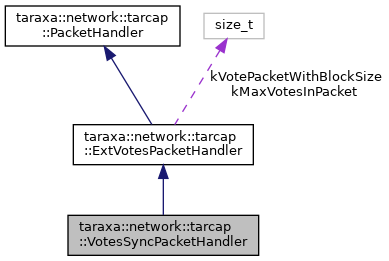 taraxa::network::tarcap
::PacketHandler
size_t
kVotePacketWithBlockSize
kMaxVotesInPacket
taraxa::network::tarcap
::ExtVotesPacketHandler
taraxa::network::tarcap
::VotesSyncPacketHandler